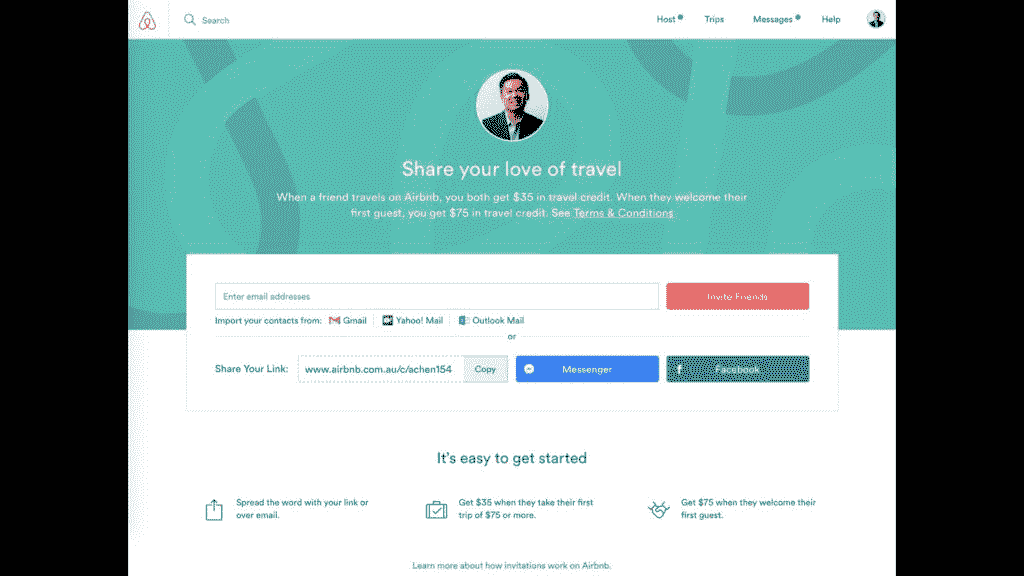 Search
Host Trips Messages Help
Share your love of travel
When a friend travels on Airbnb, you both get $35 in travel credit. When they welcome their
first guest, you get $75 in travel credit. See Terms & Conditions.
Enter email addresses
Invite Friends
Import your contacts from: Gmail Yahoo! Mail Outlook Mail
or
Share Your Link: www.airbnb.com.au/c/achen154 Copy Messenger Facebook
It's easy to get started
Spread the word with your link or
over email.
Get $35 when they take their first
trip of $75 or more.
Get $75 when they welcome their
first guest.
Learn more about how invitations work on Airbnb.